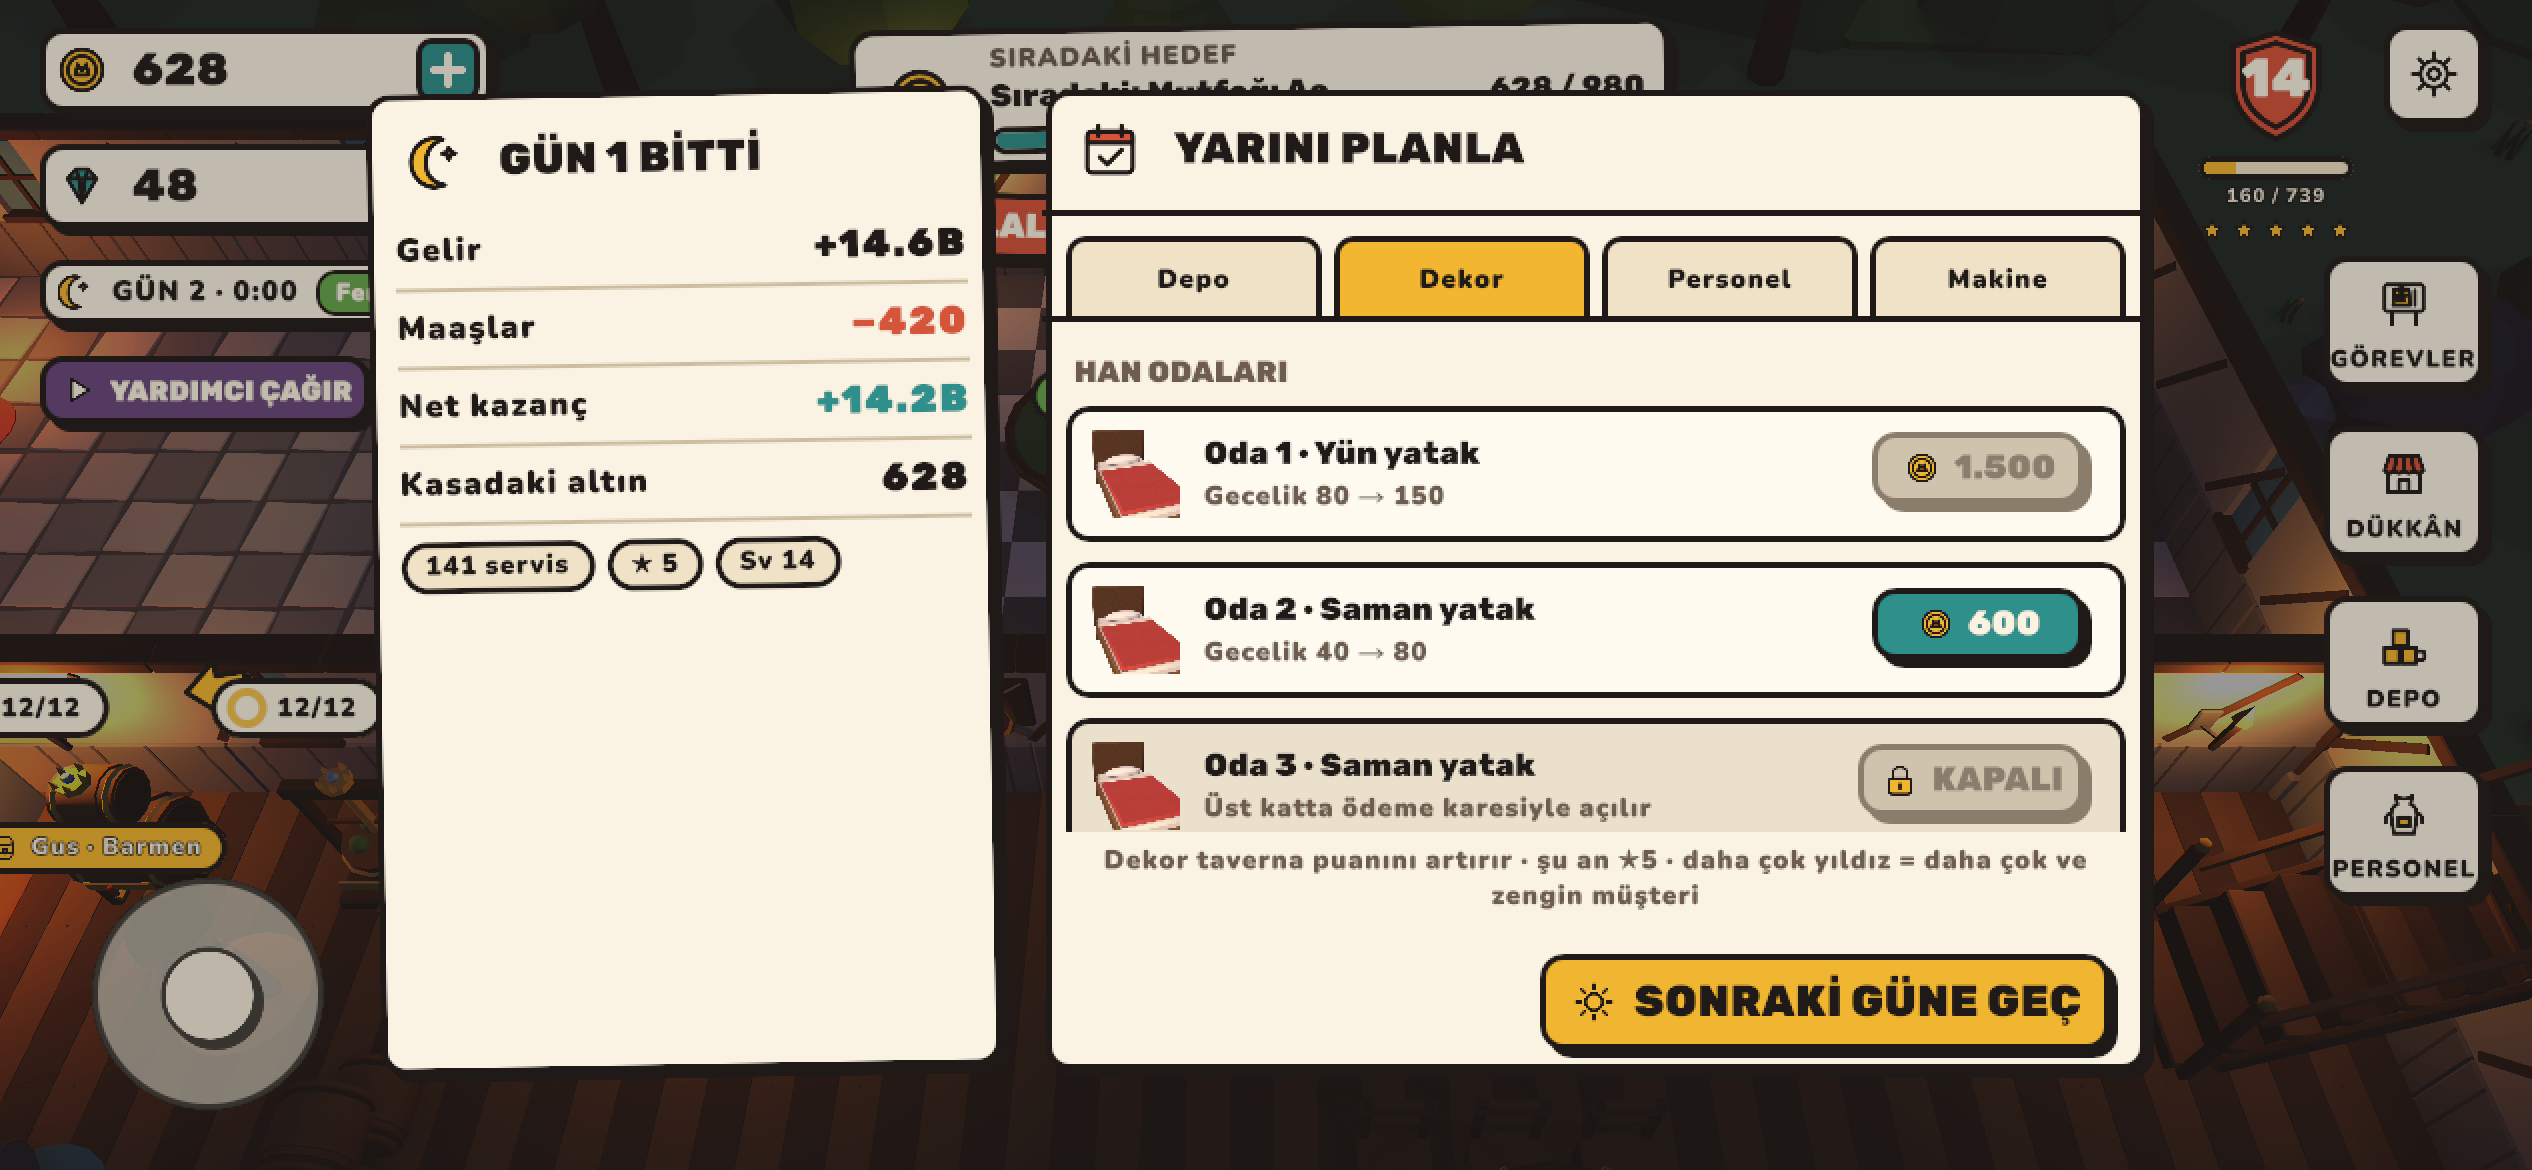 628
SIRADAKİ HEDEF
628 / 980
14
48
160 / 739
GÜN 2 · 0:00
YARDIMCI ÇAĞIR
12/12
12/12
Gus · Barmen
GÜN 1 BİTTİ
Gelir +14.6B
Maaşlar −420
Net kazanç +14.2B
Kasadaki altın 628
141 servis ★ 5 Sv 14
YARINI PLANLA
Depo Dekor Personel Makine
HAN ODALARI
Oda 1 · Yün yatak
Gecelik 80 → 150
1.500
Oda 2 · Saman yatak
Gecelik 40 → 80
600
Oda 3 · Saman yatak
Üst katta ödeme karesiyle açılır
KAPALI
Dekor taverna puanını artırır · şu an ★5 · daha çok yıldız = daha çok ve
zengin müşteri
SONRAKİ GÜNE GEÇ
GÖREVLER
DÜKKÂN
DEPO
PERSONEL